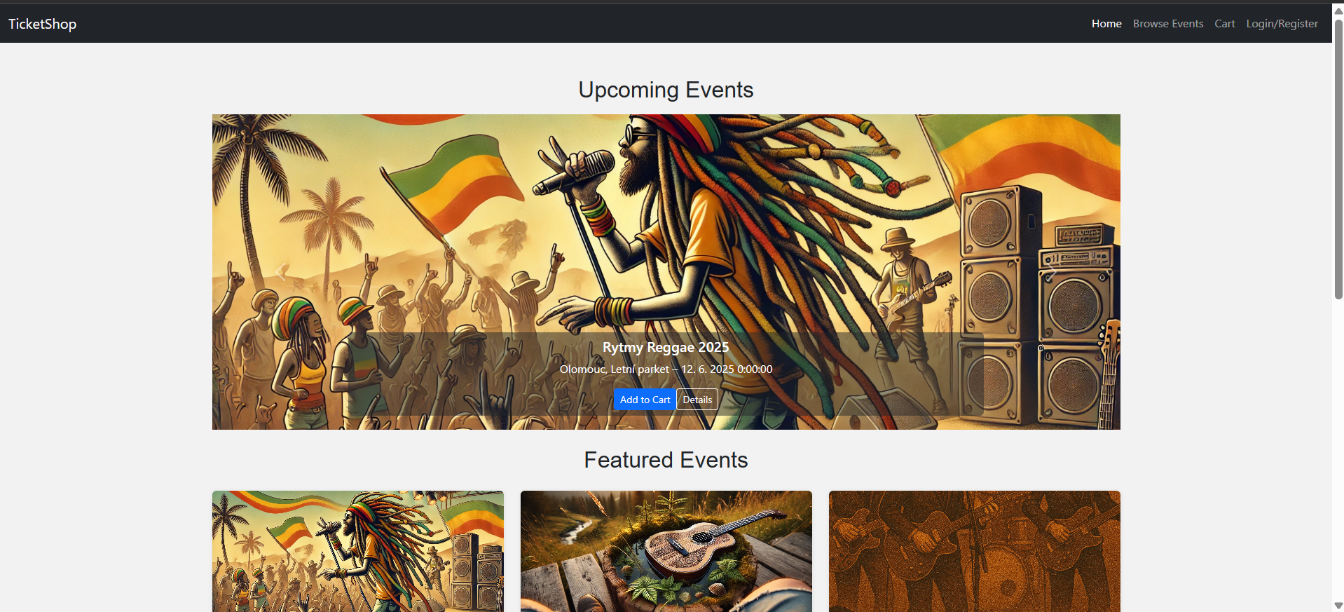 TicketShop
Home Browse Events Cart Login/Register
Upcoming Events
Rytmy Reggae 2025
Olomouc, Letní parket – 12. 6. 2025 0:00:00
Add to Cart Details
Featured Events